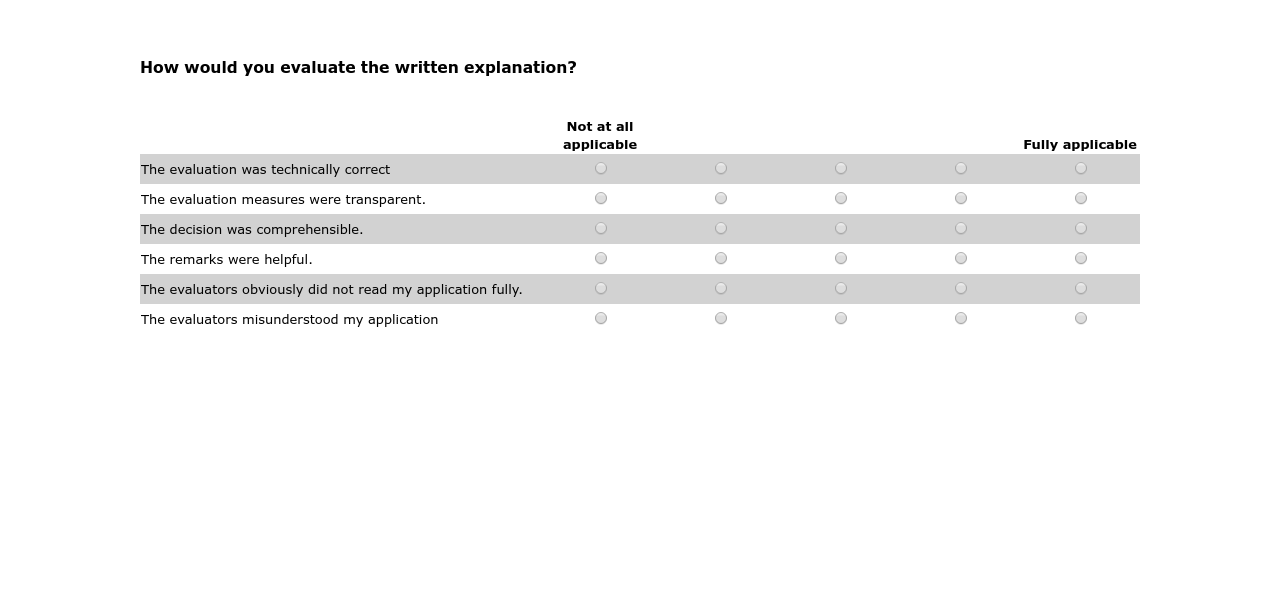 How would you evaluate the written explanation?
Not at all
applicable
Fully applicable
The evaluation was technically correct
The evaluation measures were transparent.
The decision was comprehensible.
The remarks were helpful.
The evaluators obviously did not read my application fully.
The evaluators misunderstood my application